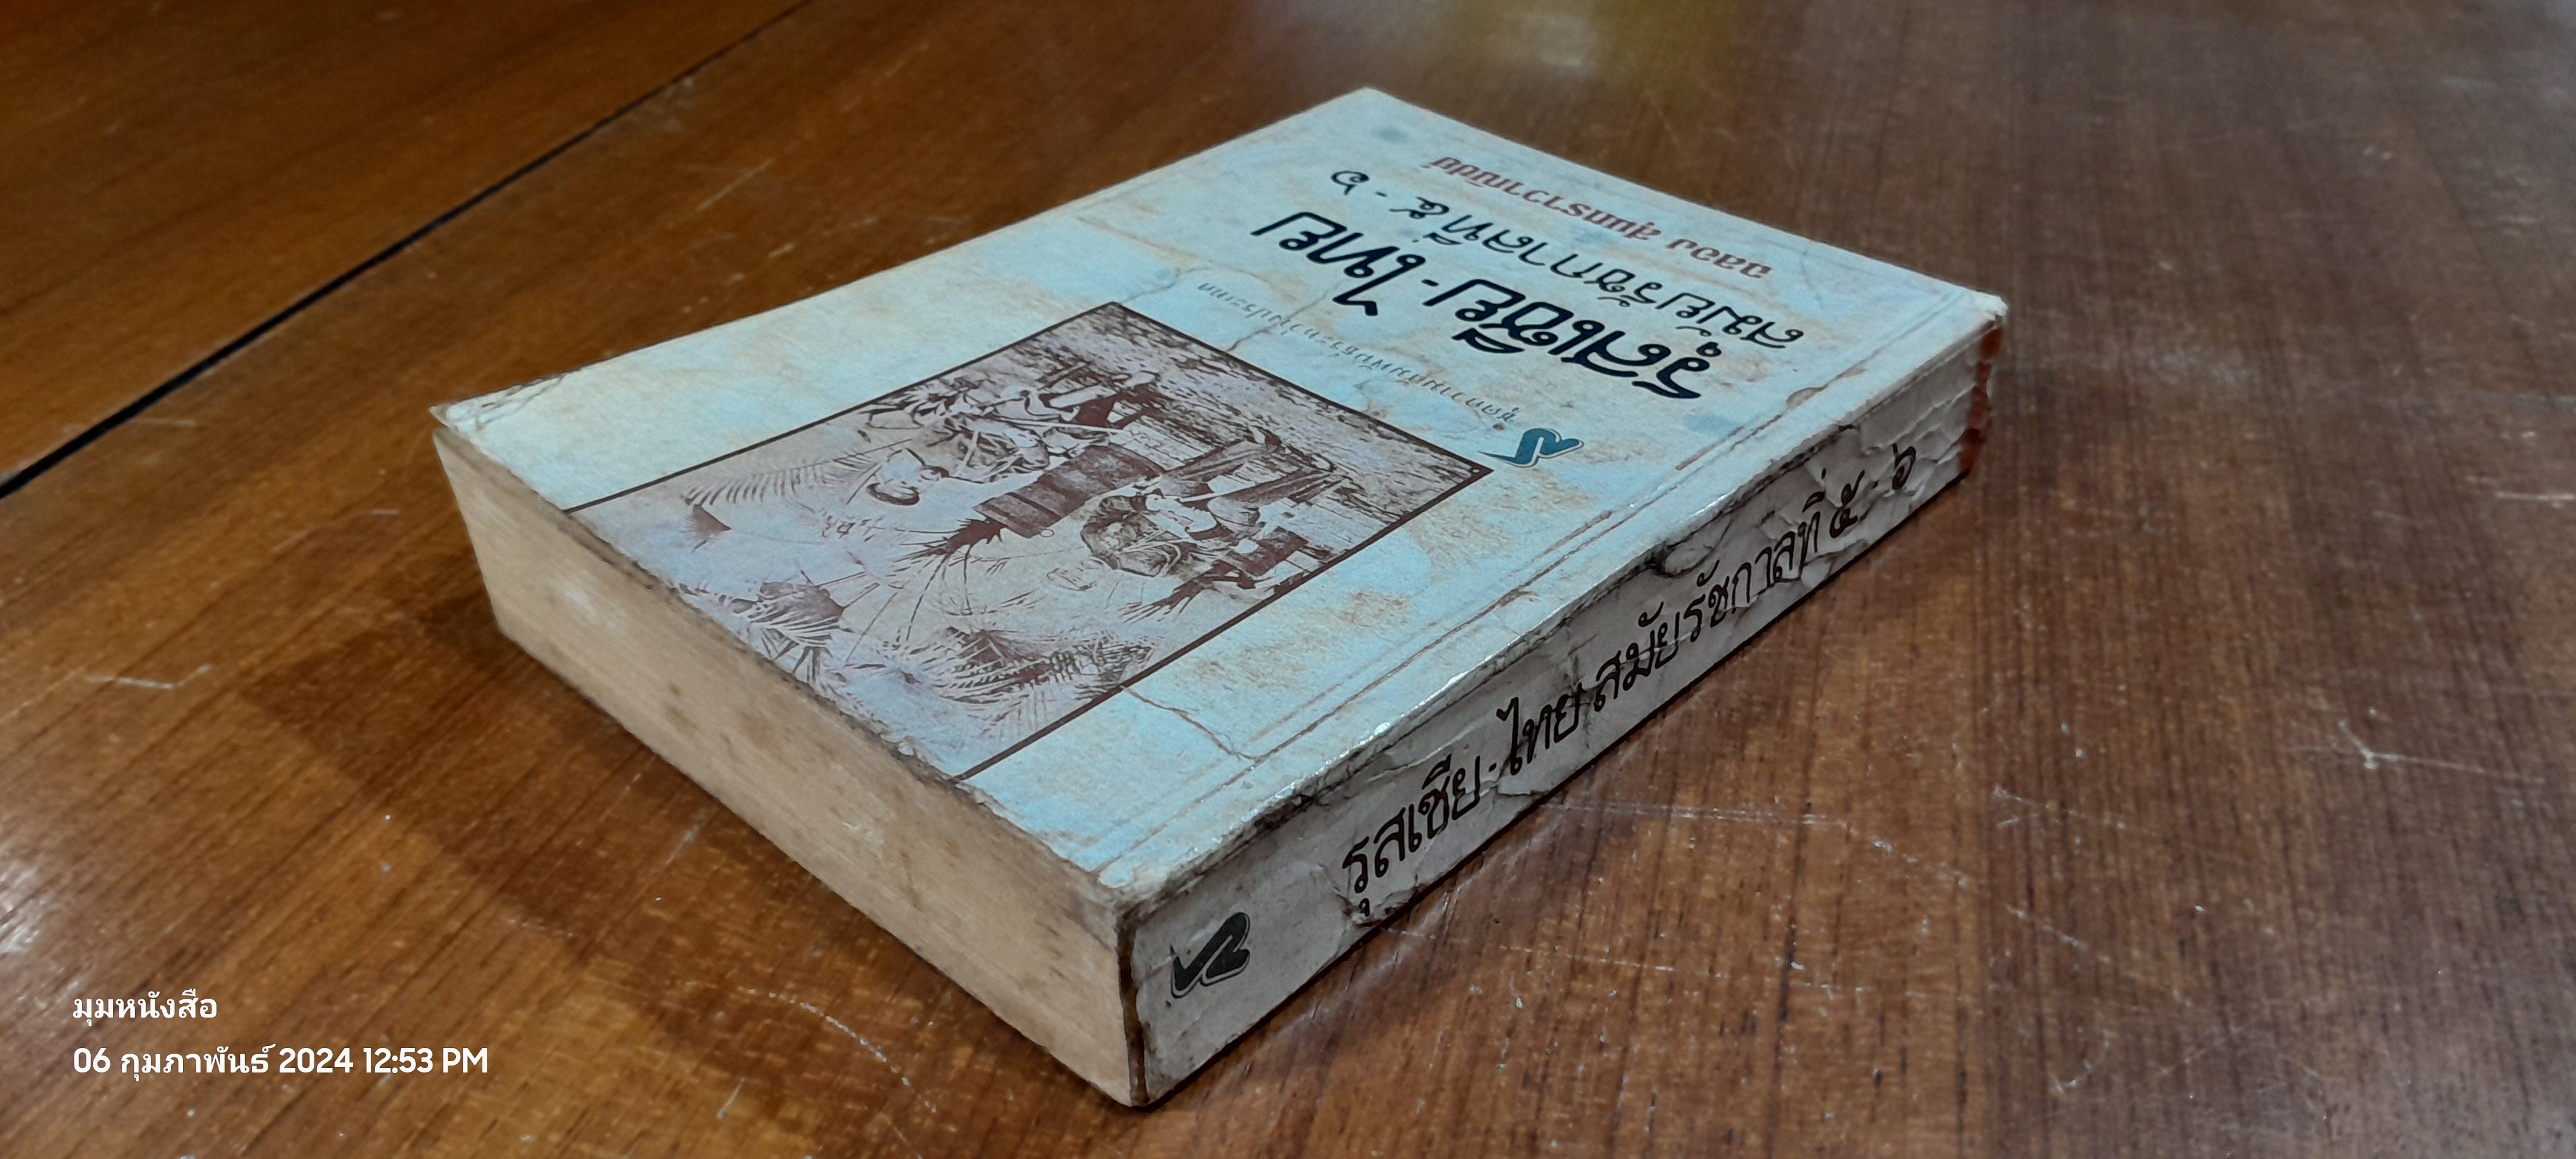 ฉลวง สุนทราวาณิชย์
สมัยรัชกาลที่ ๕ - ๖
รุสเซีย-ไทย
รุสเซีย-ไทย สมัยรัชกาลที่ ๕ - ๖
มุมหนังสือ
06 กุมภาพันธ์ 2024 12:53 PM